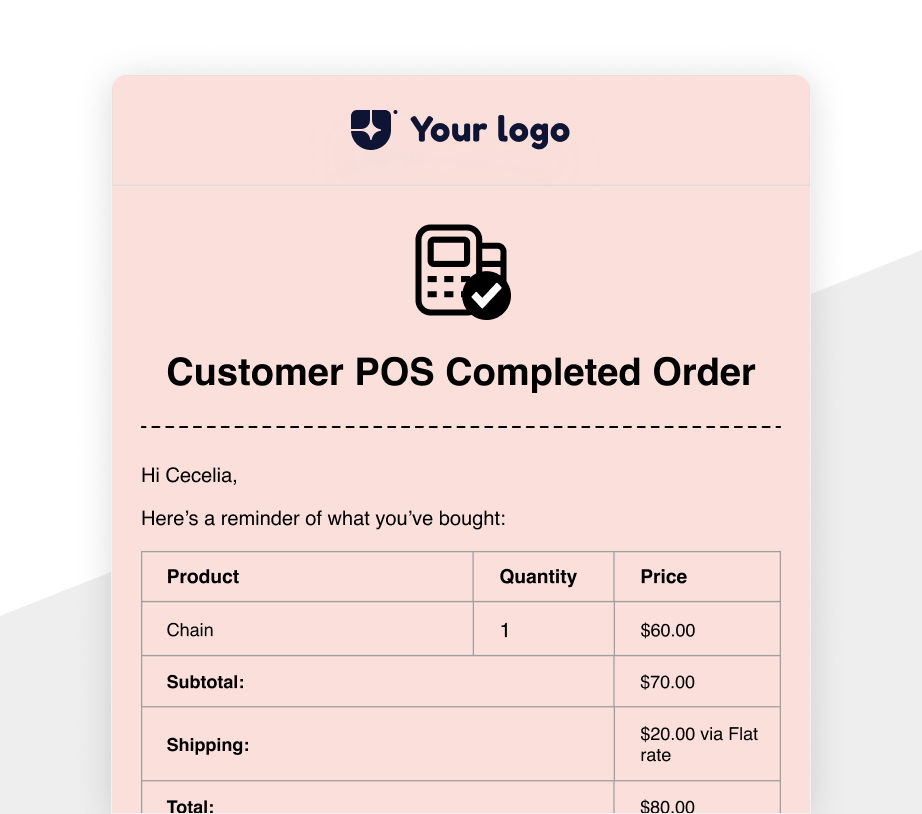 Your logo
Customer POS Completed Order
Hi Cecelia,
Here’s a reminder of what you’ve bought:
Product Quantity Price
Chain 1 $60.00
Subtotal: $70.00
Shipping: $20.00 via Flat
rate
Total: $80.00